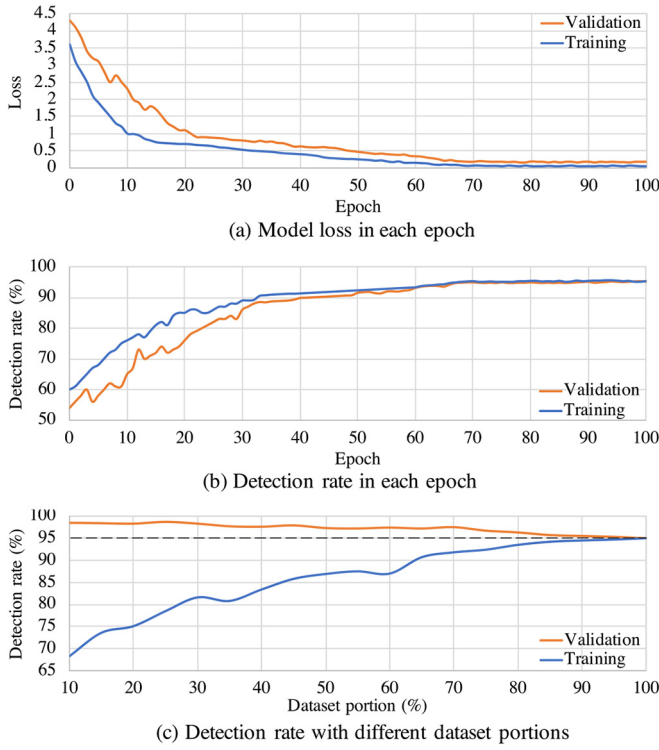 4.5
4
3.5
3
2.5
2
1.5
1
0.5
0
Loss
Validation
Training
0 10 20 30 40 50 60 70 80 90 100
Epoch
(a) Model loss in each epoch
100
90
80
70
60
50
Detection rate (%)
Validation
Training
0 10 20 30 40 50 60 70 80 90 100
Epoch
(b) Detection rate in each epoch
100
95
90
85
80
75
70
65
Detection rate (%)
Validation
Training
10 20 30 40 50 60 70 80 90 100
Dataset portion (%)
(c) Detection rate with different dataset portions